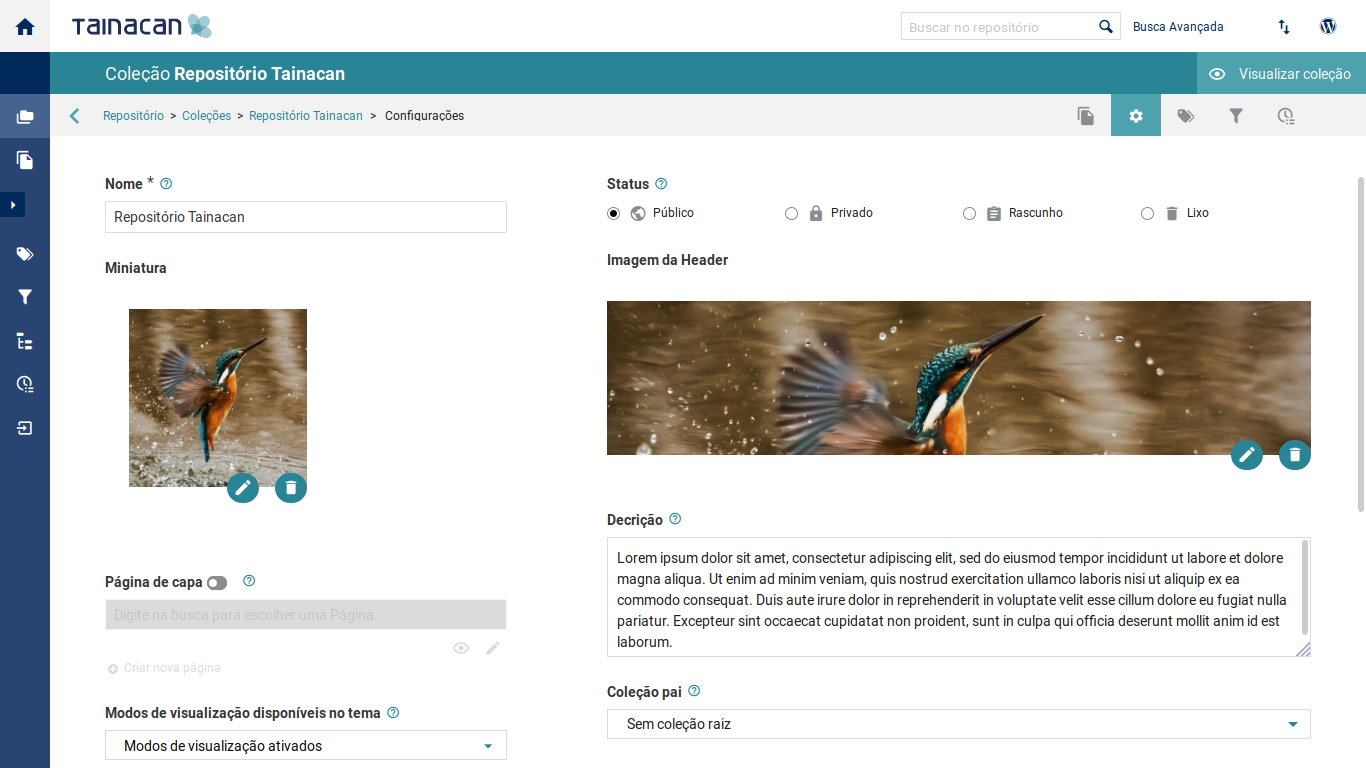 TAINACAN
Buscar no repositório
Busca Avançada
Coleção Repositório Tainacan
Visualizar coleção
Repositório > Coleções > Repositório Tainacan > Configurações
Nome *
Repositório Tainacan
Miniatura
Página de capa
Digite na busca para escolher uma Página.
Criar nova página
Modos de visualização disponíveis no tema
Modos de visualização ativados
Status
Público
Privado
Rascunho
Lixo
Imagem da Header
Decrição
Lorem ipsum dolor sit amet, consectetur adipiscing elit, sed do eiusmod tempor incididunt ut labore et dolore
magna aliqua. Ut enim ad minim veniam, quis nostrud exercitation ullamco laboris nisi ut aliquip ex ea
commodo consequat. Duis aute irure dolor in reprehenderit in voluptate velit esse cillum dolore eu fugiat nulla
pariatur. Excepteur sint occaecat cupidatat non proident, sunt in culpa qui officia deserunt mollit anim id est
laborum.
Coleção pai
Sem coleção raiz